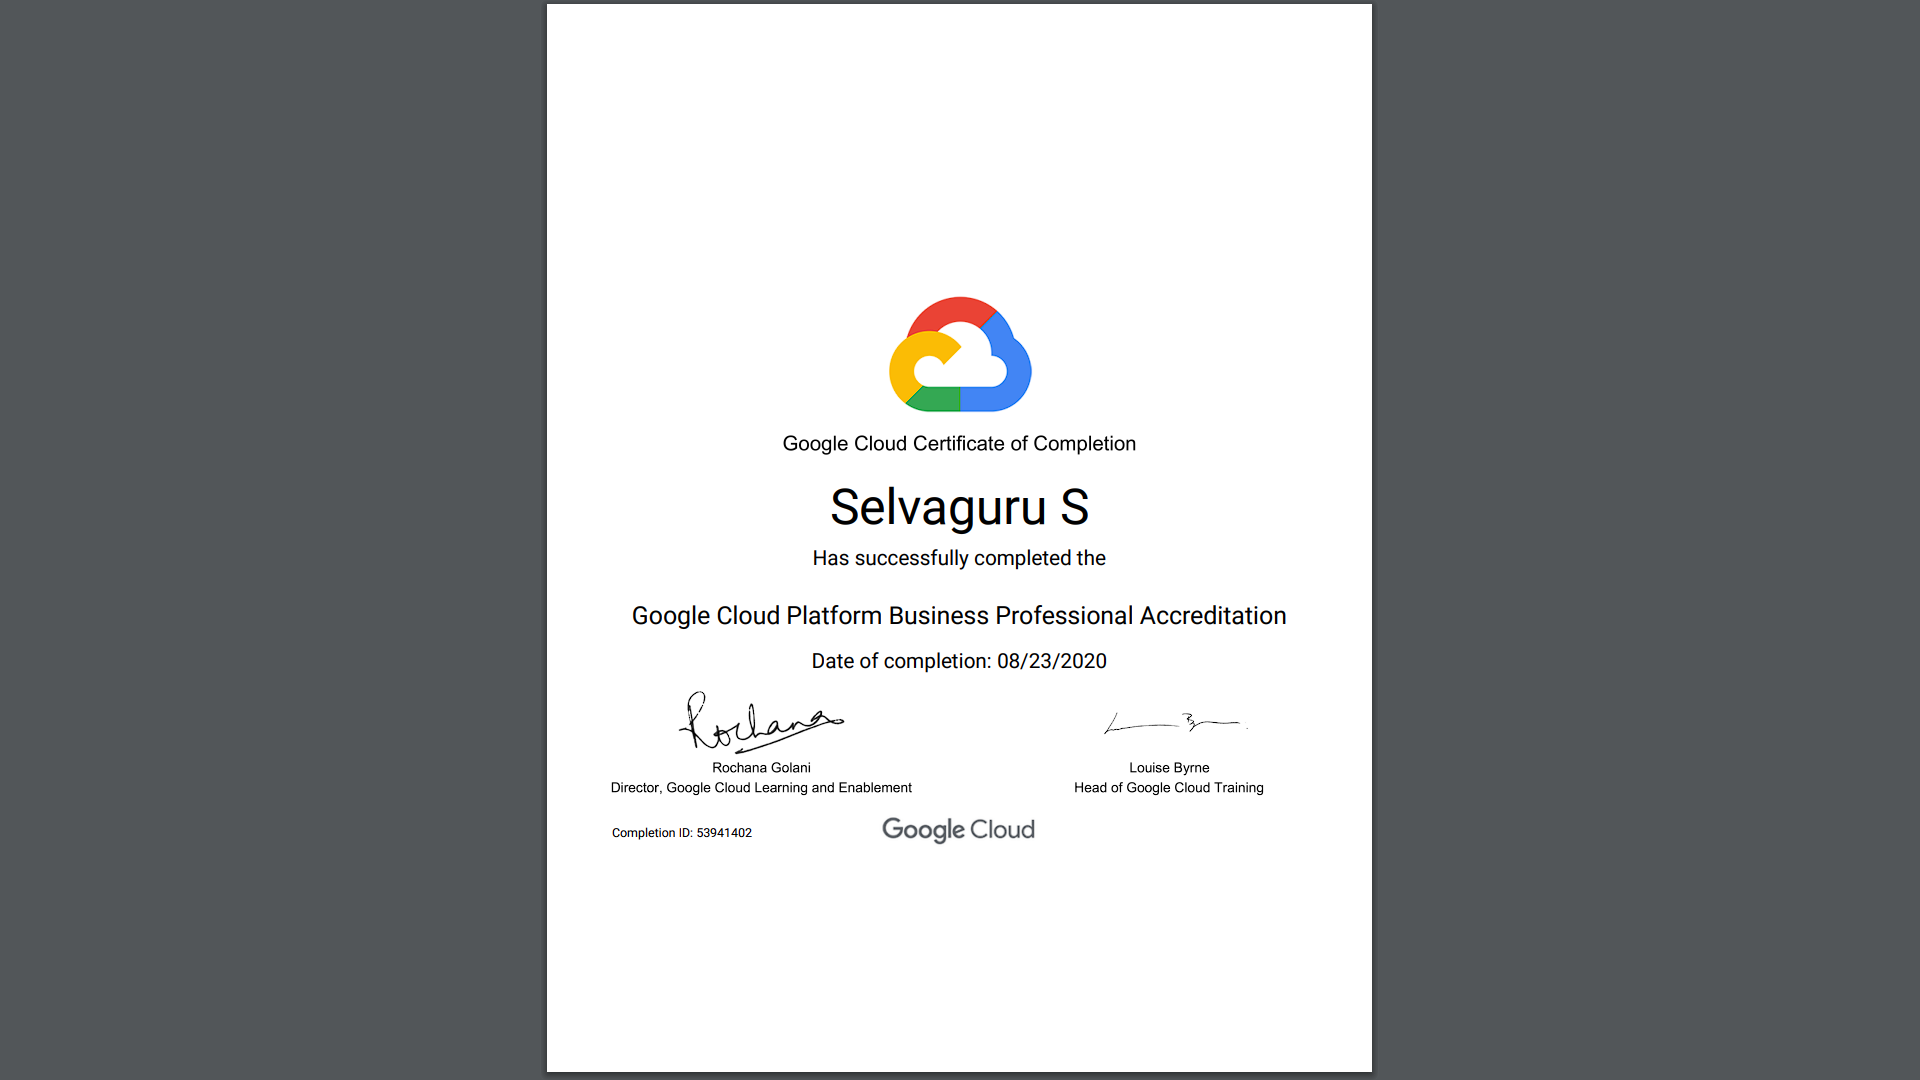 Google Cloud Certificate of Completion
Selvaguru S
Has successfully completed the
Google Cloud Platform Business Professional Accreditation
Date of completion: 08/23/2020
Rochana
Rochana Golani
Director, Google Cloud Learning and Enablement
Louise Byrne
Head of Google Cloud Training
Completion ID: 53941402
Google Cloud